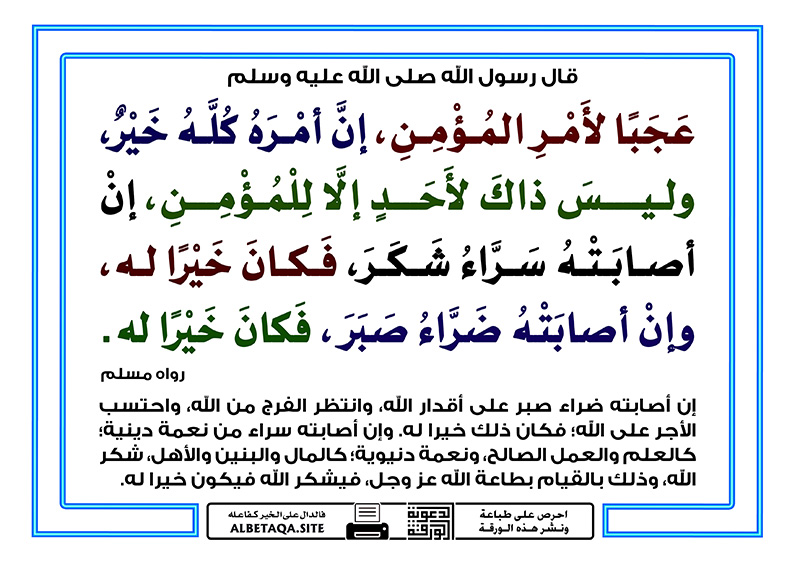 قال رسول الله صلى الله عليه وسلم
عَجَبًا لأَمْرِ المُؤْمِنِ، إنَّ أمْرَهُ كُلَّهُ خَيْرٌ،
وليسَ ذاكَ لأَحَدٍ إلَّا لِلْمُؤْمِنِ، إنْ
أصابَتْهُ سَرَّاءُ شَكَرَ، فَكانَ خَيْرًا له،
وإنْ أصابَتْهُ ضَرَّاءُ صَبَرَ، فَكانَ خَيْرًا له.
رواه مسلم
إن أصابته ضراء صبر على أقدار الله، وانتظر الفرج من الله، واحتسب
الأجر على الله؛ فكان ذلك خيرا له. وإن أصابته سراء من نعمة دينية؛
كالعلم والعمل الصالح، ونعمة دنيوية؛ كالمال والبنين والأهل، شكر
الله، وذلك بالقيام بطاعة الله عز وجل، فيشكر الله فيكون خيرا له.
احرص على طباعة
ونشر هذه الورقة
لدعوتة
الورقة
فالدال على الخير كفاعله
ALBETAQA.SITE